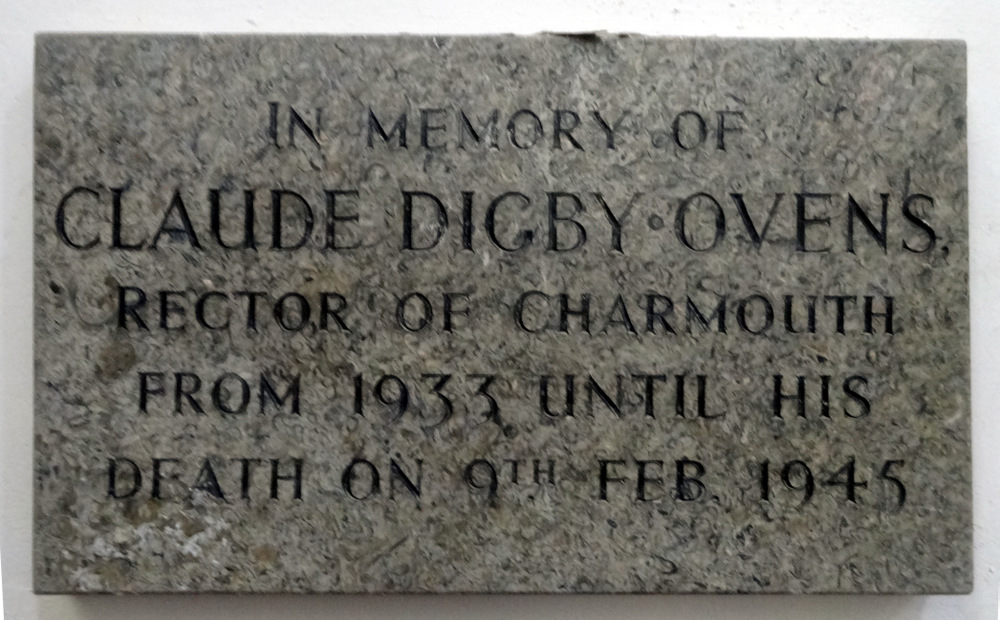 IN MEMORY OF
CLAUDE DIGBY·OVENS,
RECTOR OF CHARMOUTH
FROM 1933 UNTIL HIS
DEATH ON 9TH FEB. 1945